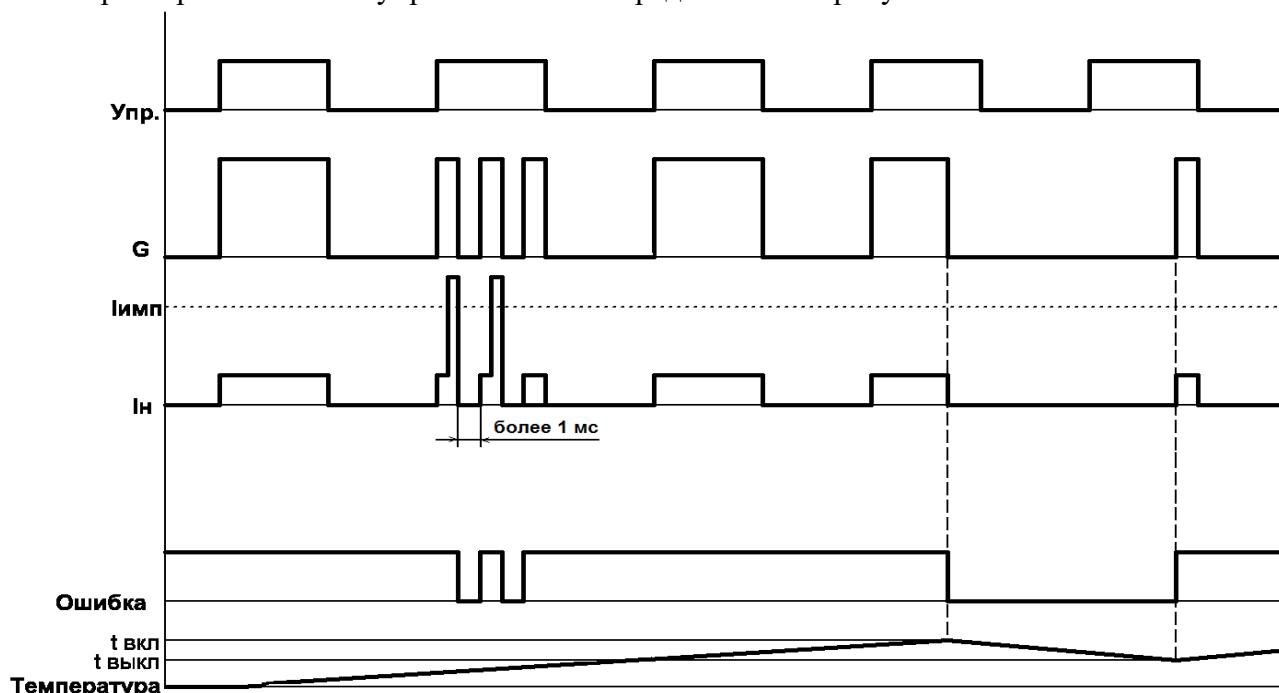 Упр.
G
Iимп
Iн
более 1 мс
Ошибка
t вкл
t выкл
Температура